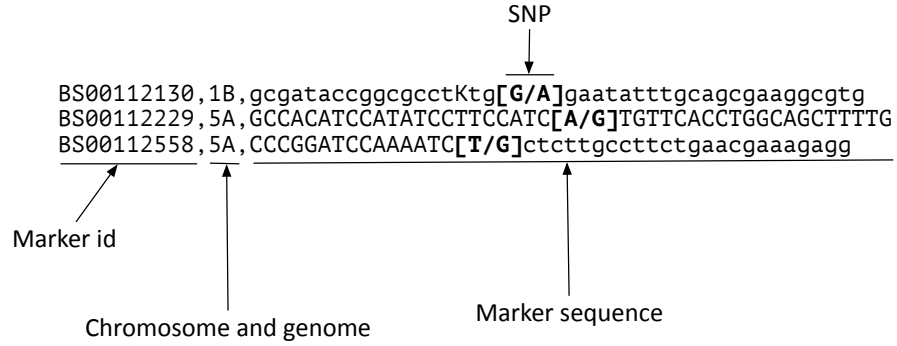 SNP
BS00112130,1B,gcgataccggcgcctKtg[G/A]gaatatttgcagcgaaggcgtg
BS00112229,5A,GCCACATCCATATCCTTCCATC[A/G]TGTTCACCTGGCAGCTTTTG
BS00112558,5A,CCCGGATCCAAAATC[T/G]ctcttgccttctgaacgaaagagg
Marker id
Chromosome and genome
Marker sequence